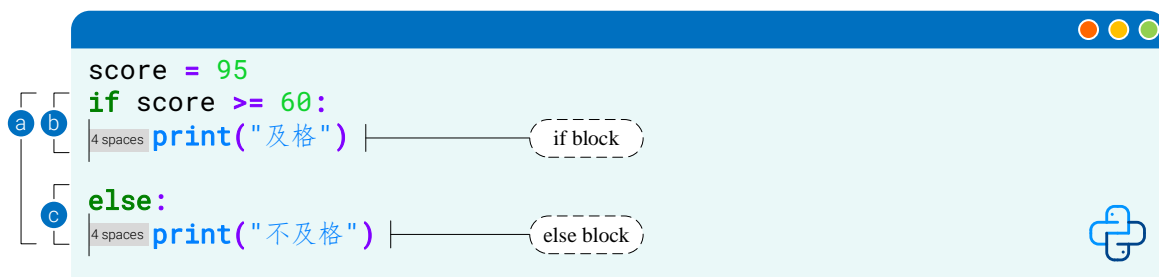 score = 95
a b if score >= 60:
4 spaces print("及格") if block
c else:
4 spaces print("不及格") else block